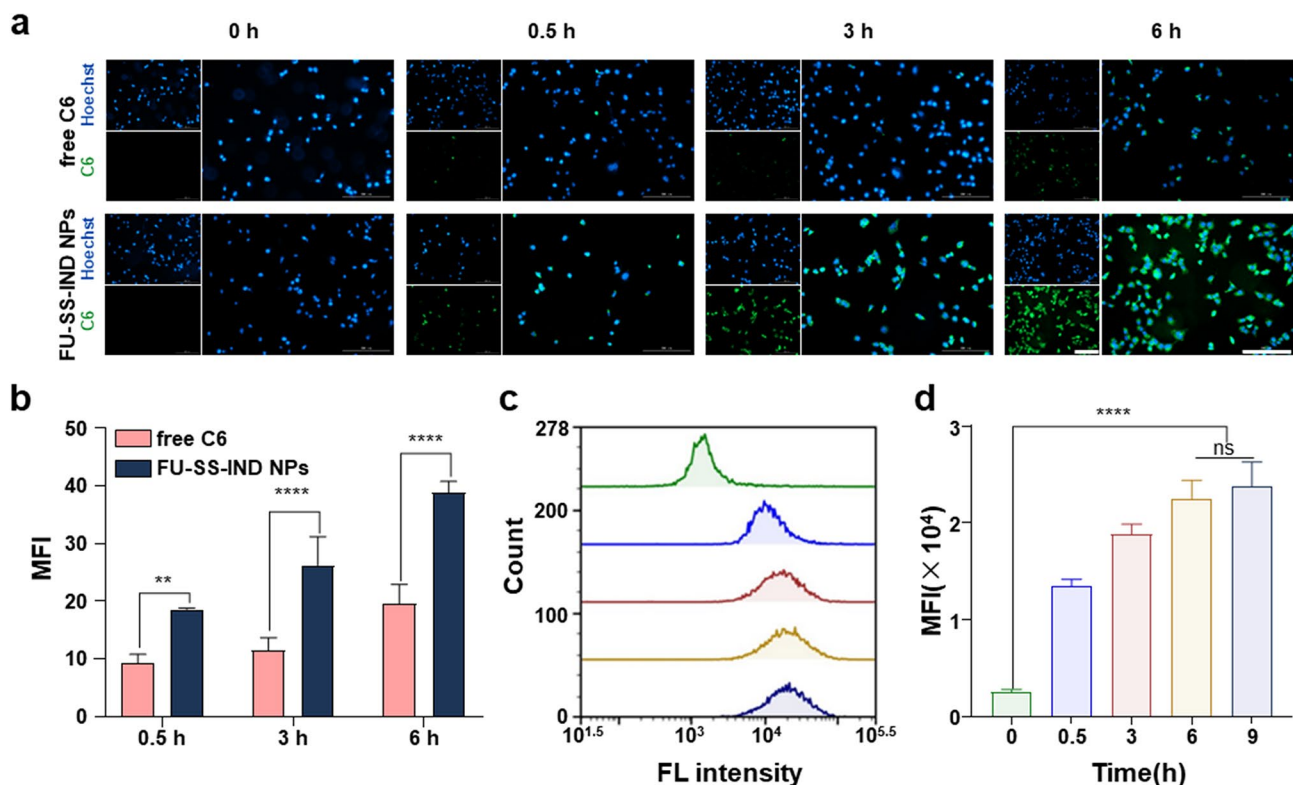 a
0 h 0.5 h 3 h 6 h
free C6
C6 Hoechst
FU-SS-IND NPs
C6 Hoechst
b
50
40
30
20
10
0
MFI
free C6
FU-SS-IND NPs
**
****
****
0.5 h 3 h 6 h
c
278
200
100
0
Count
10^1.5 10^3 10^4 10^5.5
FL intensity
d
3
2
1
0
MFI(× 10^4)
****
ns
0 0.5 3 6 9
Time(h)